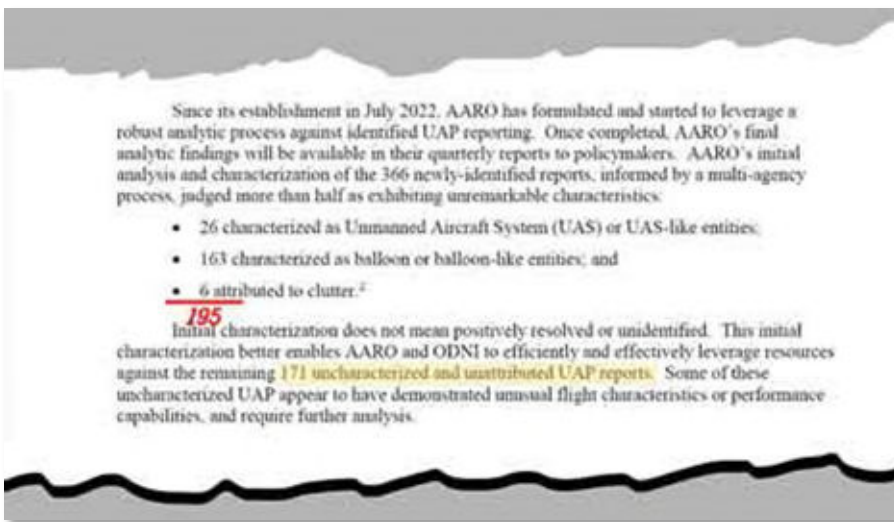 Since its establishment in July 2022, AARO has formulated and started to leverage a
robust analytic process against identified UAP reporting. Once completed, AARO's final
analytic findings will be available in their quarterly reports to policymakers. AARO's initial
analysis and characterization of the 366 newly-identified reports, informed by a multi-agency
process, judged more than half as exhibiting unremarkable characteristics:
• 26 characterized as Unmanned Aircraft System (UAS) or UAS-like entities;
• 163 characterized as balloon or balloon-like entities; and
• 6 attributed to clutter.²
195
Initial characterization does not mean positively resolved or unidentified. This initial
characterization better enables AARO and ODNI to efficiently and effectively leverage resources
against the remaining 171 uncharacterized and unattributed UAP reports. Some of these
uncharacterized UAP appear to have demonstrated unusual flight characteristics or performance
capabilities, and require further analysis.